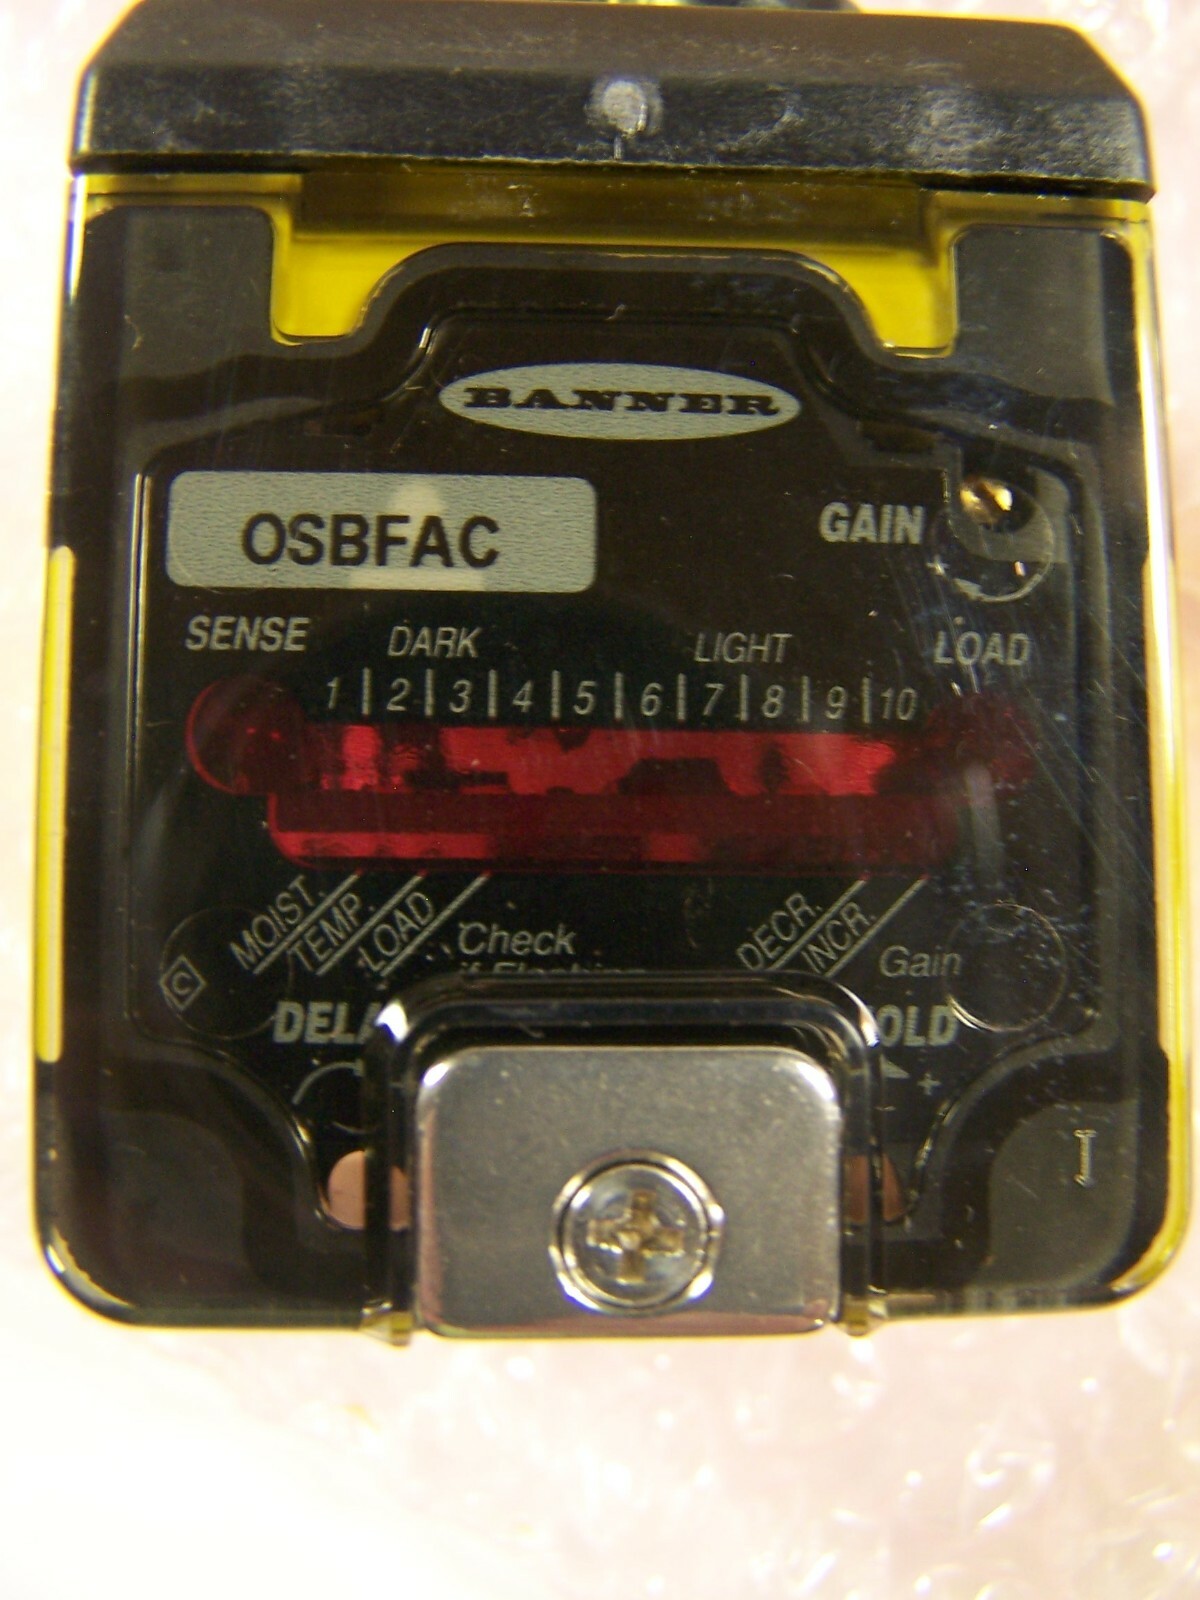 BANNER
OSBFAC
GAIN
SENSE DARK LIGHT LOAD
1 2 3 4 5 6 7 8 9 10
MOIST. TEMP. LOAD Check DECR. INCR. Gain
C
+